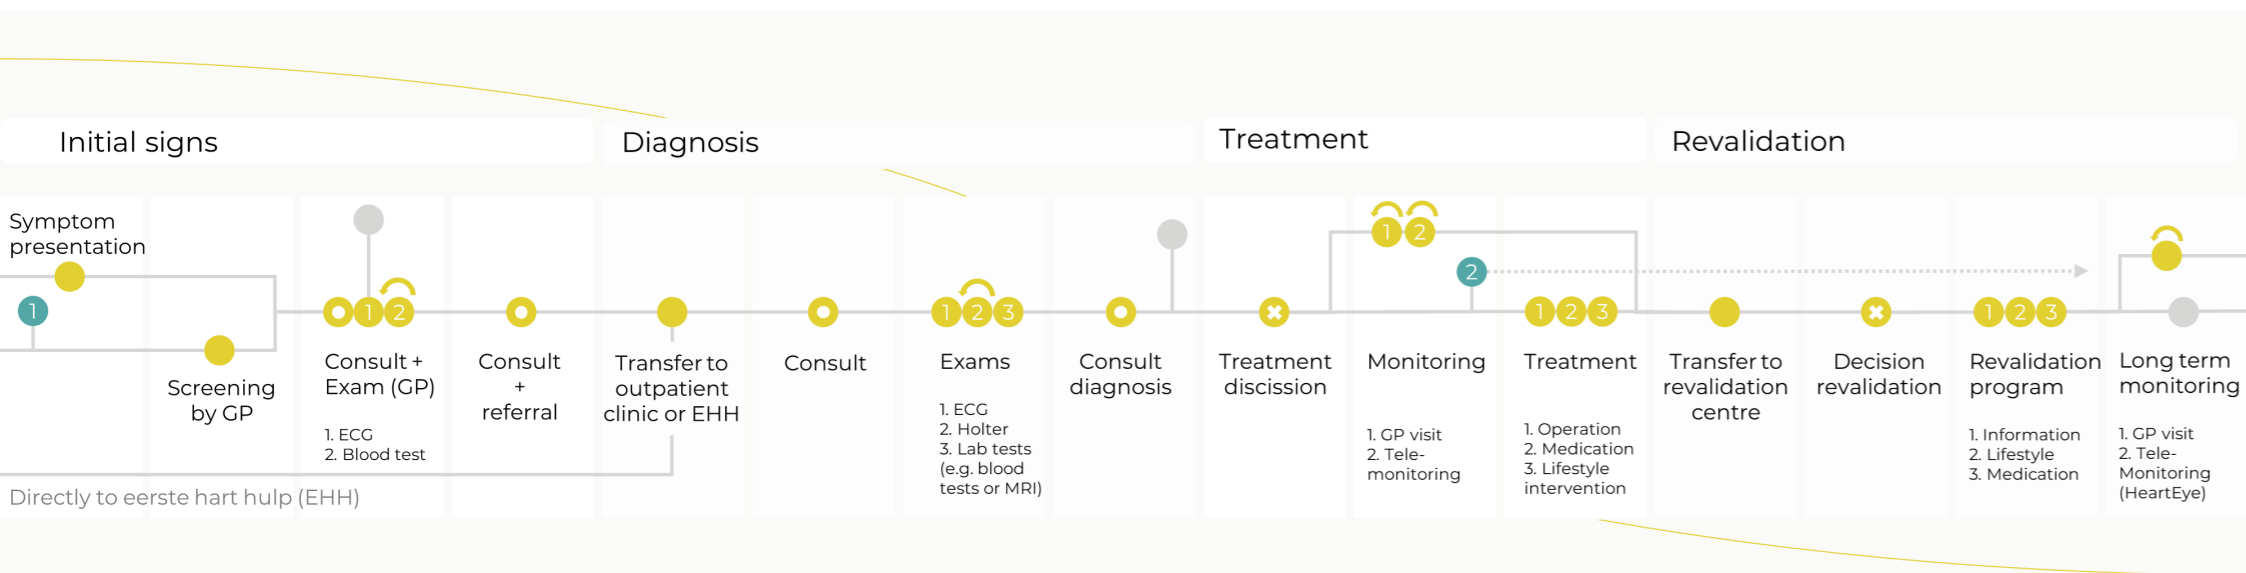 Initial signs
Diagnosis
Treatment
Revalidation
Symptom
presentation
1
Screening
by GP
1 2
Consult +
Exam (GP)
1. ECG
2. Blood test
Consult
+
referral
Transfer to
outpatient
clinic or EHH
Directly to eerste hart hulp (EHH)
Consult
1 2 3
Exams
1. ECG
2. Holter
3. Lab tests
(e.g. blood
tests or MRI)
Consult
diagnosis
Treatment
discission
1 2
2
Monitoring
1. GP visit
2. Tele-
monitoring
1 2 3
Treatment
1. Operation
2. Medication
3. Lifestyle
intervention
Transfer to
revalidation
centre
Decision
revalidation
1 2 3
Revalidation
program
1. Information
2. Lifestyle
3. Medication
Long term
monitoring
1. GP visit
2. Tele-
Monitoring
(HeartEye)